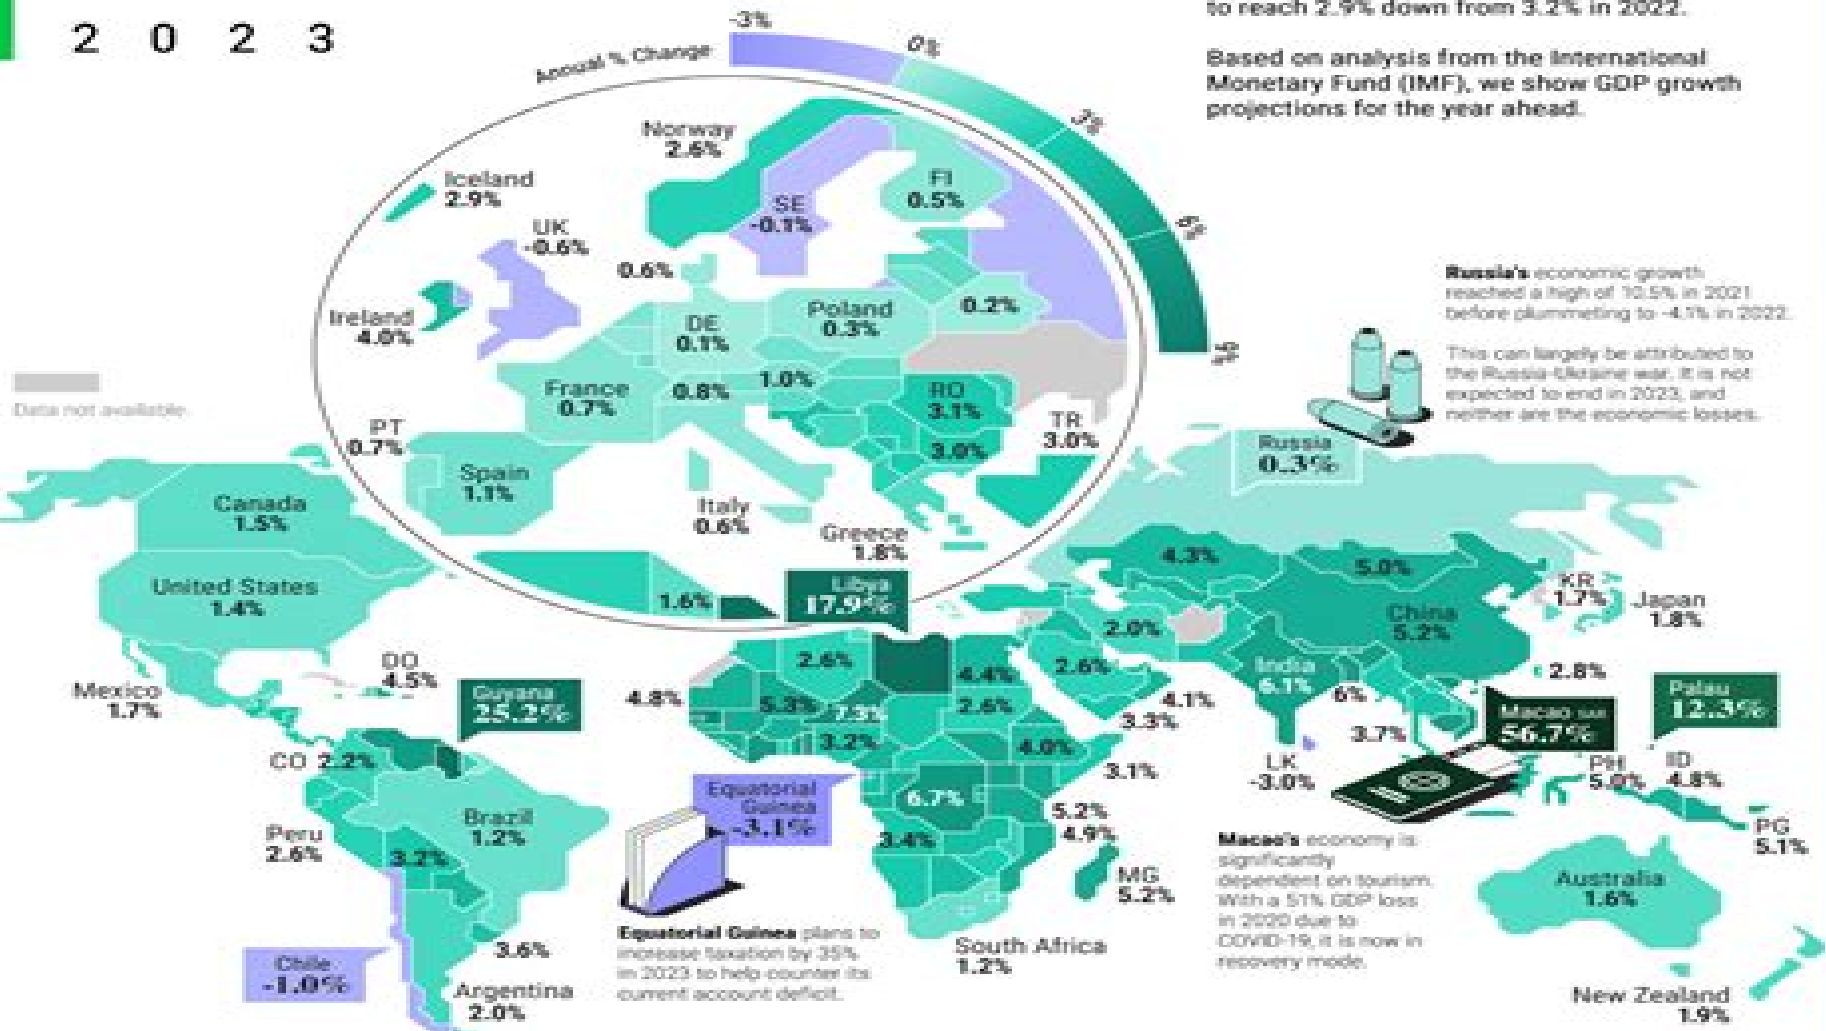 2 0 2 3
to reach 2.9% down from 3.2% in 2022.
Based on analysis from the International
Monetary Fund (IMF), we show GDP growth
projections for the year ahead.
Annual % Change
-3%
0%
3%
6%
9%
Norway
2.6%
Iceland
2.9%
UK
-0.6%
Ireland
4.0%
SE
-0.1%
FI
0.5%
0.6%
DE
0.1%
Poland
0.3%
0.2%
France
0.7%
0.8%
1.0%
RO
3.1%
3.0%
TR
3.0%
PT
0.7%
Spain
1.1%
Italy
0.6%
Greece
1.8%
1.6%
Libya
17.9%
Data not available.
Russia's economic growth
reached a high of 10.5% in 2021
before plummeting to -4.1% in 2022.
This can largely be attributed to
the Russia-Ukraine war. It is not
expected to end in 2023, and
neither are the economic losses.
Russia
0.3%
Canada
1.5%
United States
1.4%
Mexico
1.7%
DO
4.5%
Guyana
25.2%
CO 2.2%
Peru
2.6%
Brazil
1.2%
3.2%
Chile
-1.0%
3.6%
Argentina
2.0%
4.8%
2.6%
4.4%
5.3%
7.3%
2.6%
3.2%
4.0%
6.7%
3.4%
3.1%
5.2%
4.9%
MG
5.2%
South Africa
1.2%
Equatorial
Guinea
-3.1%
Equatorial Guinea plans to
increase taxation by 35%
in 2023 to help counter its
current account deficit.
4.3%
5.0%
China
5.2%
KR
1.7%
Japan
1.8%
2.0%
2.6%
India
6.1%
6%
4.1%
3.3%
LK
-3.0%
3.7%
2.8%
Macao SAR
56.7%
Palau
12.3%
PH
5.0%
ID
4.8%
PG
5.1%
Macao's economy is
significantly
dependent on tourism.
With a 51% GDP loss
in 2020 due to
COVID-19, it is now in
recovery mode.
Australia
1.6%
New Zealand
1.9%